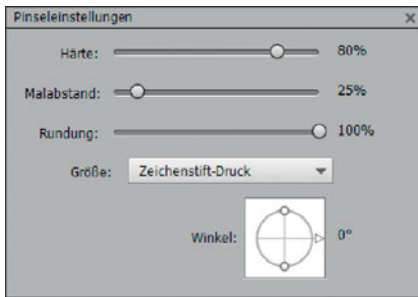 Pinseleinstellungen
Härte: 80%
Malabstand: 25%
Rundung: 100%
Größe: Zeichenstift-Druck
Winkel: 0°